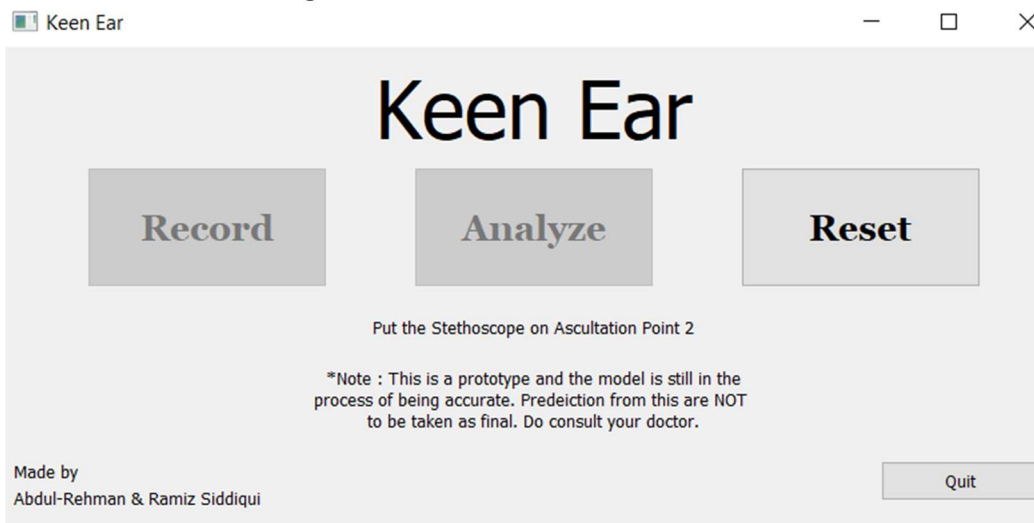 Keen Ear
Keen Ear
Record Analyze Reset
Put the Stethoscope on Ascultation Point 2
*Note : This is a prototype and the model is still in the
process of being accurate. Predeiction from this are NOT
to be taken as final. Do consult your doctor.
Made by
Abdul-Rehman & Ramiz Siddiqui
Quit